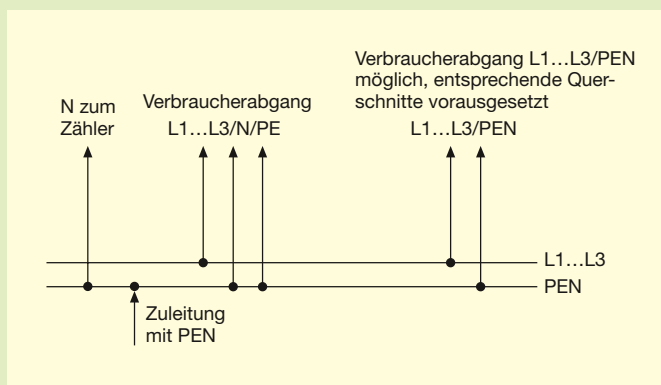 N zum
Zähler
Verbraucherabgang
L1...L3/N/PE
Verbraucherabgang L1...L3/PEN
möglich, entsprechende Quer-
schnitte vorausgesetzt
L1...L3/PEN
L1...L3
PEN
Zuleitung
mit PEN